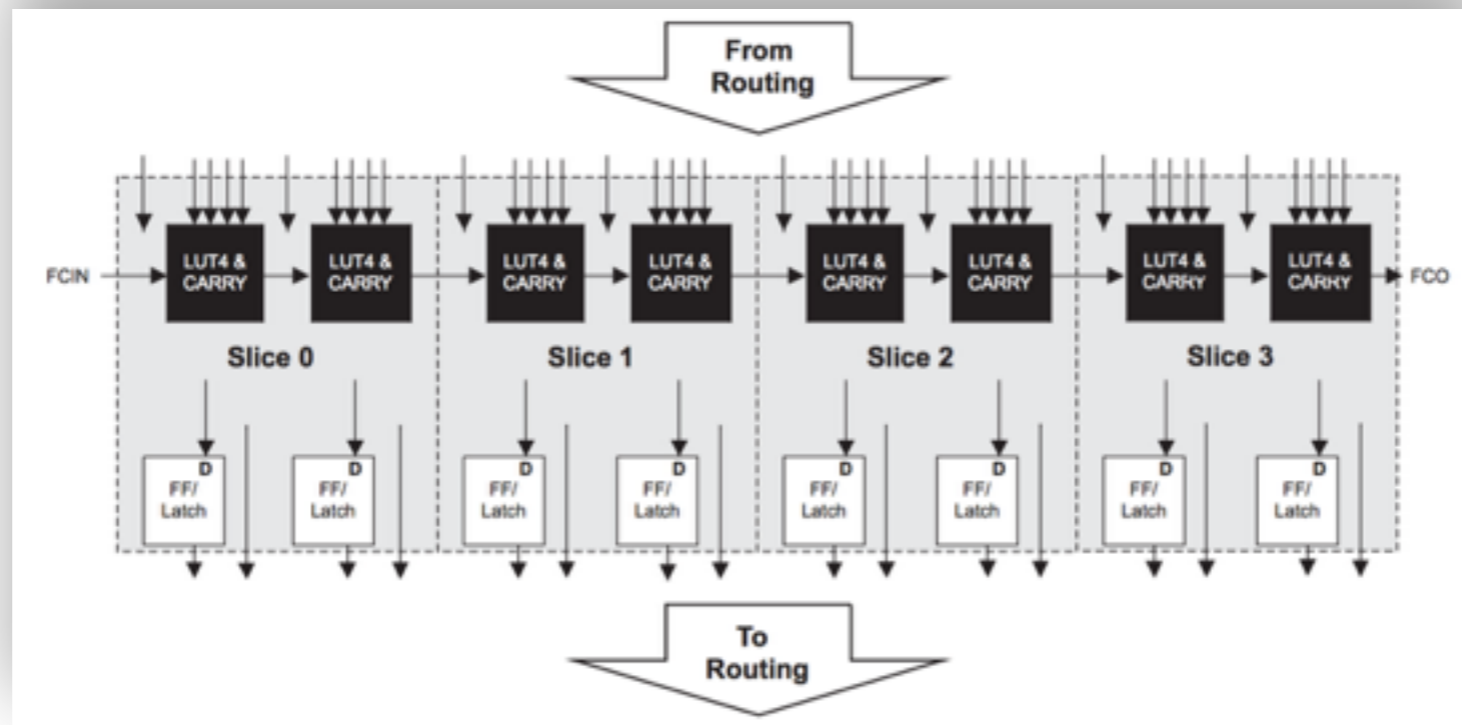 From
Routing
FCIN
LUT4 &
CARRY
LUT4 &
CARRY
LUT4 &
CARRY
LUT4 &
CARRY
LUT4 &
CARRY
LUT4 &
CARRY
LUT4 &
CARRY
LUT4 &
CARRY
FCO
Slice 0
Slice 1
Slice 2
Slice 3
D
FF/
Latch
D
FF/
Latch
D
FF/
Latch
D
FF/
Latch
D
FF/
Latch
D
FF/
Latch
D
FF/
Latch
D
FF/
Latch
To
Routing